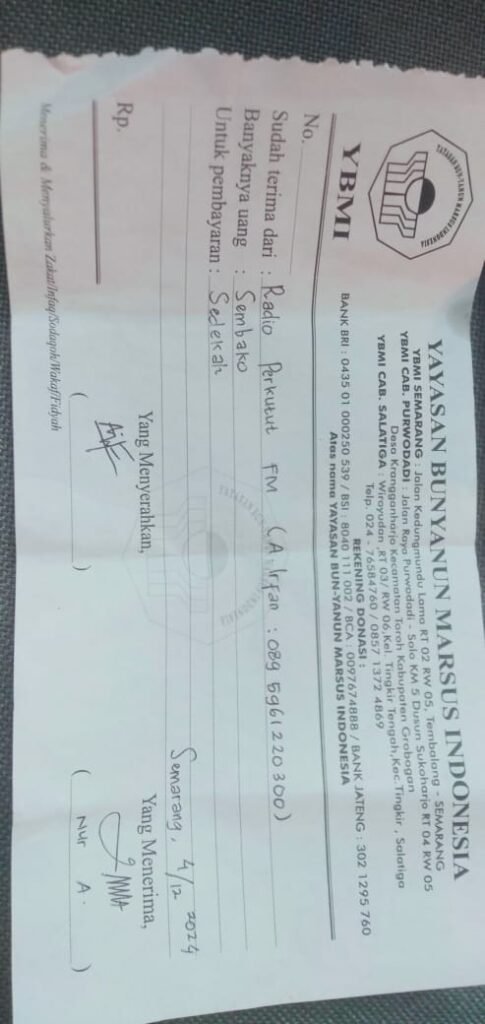 YAYASAN BUNYANUN MARSUS INDONESIA
YBMI SEMARANG : Jalan Kedungmundu Lama RT 02 RW 05, Tembalang - SEMARANG
YBMI CAB. PURWODADI : Jalan Raya Purwodadi - Solo KM 5 Dusun Sukoharjo RT 04 RW 05
Desa Krangganharjo Kecamatan Toroh Kabupaten Grobogan
YBMI CAB. SALATIGA : Wirayudan ,RT 03/ RW 06,Kel. Tingkir Tengah,Kec.Tingkir , Salatiga
Telp. 024 - 76584760 / 0857 1372 4869
REKENING DONASI :
YBMI
BANK BRI : 0435 01 000250 539 / BSI : 8040 111 002 / BCA : 0097674888 / BANK JATENG : 302 1295 760
Atas nama YAYASAN BUN-YANUN MARSUS INDONESIA
No.
Sudah terima dari : Radio Perkutut FM (A. Irfan : 089 5961220300)
Banyaknya uang : Sembako
Untuk pembayaran : Sedekah
Semarang, 4/12 2024
Yang Menyerahkan,
Yang Menerima,
Rp.
( )
( Nur A. )
Menerima & Menyalurkan Zakat/Infaq/Sodaqoh/Wakaf/Fidyah